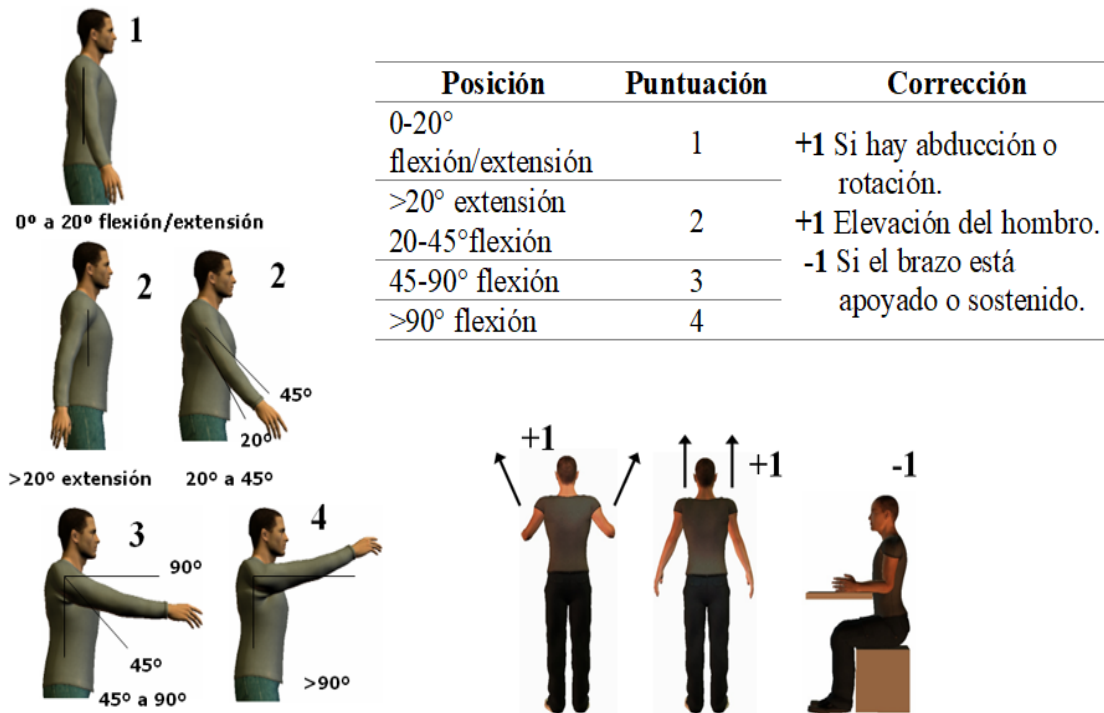 1
0º a 20º flexión/extensión
2
2
45º
20º
>20º extensión
20º a 45º
3
90º
45º
45º a 90º
4
>90º
Posición Puntuación Corrección
0-20°
flexión/extensión
1
>20° extensión
20-45°flexión
2
45-90° flexión
3
>90° flexión
4
+1 Si hay abducción o
rotación.
+1 Elevación del hombro.
-1 Si el brazo está
apoyado o sostenido.
+1
+1
-1